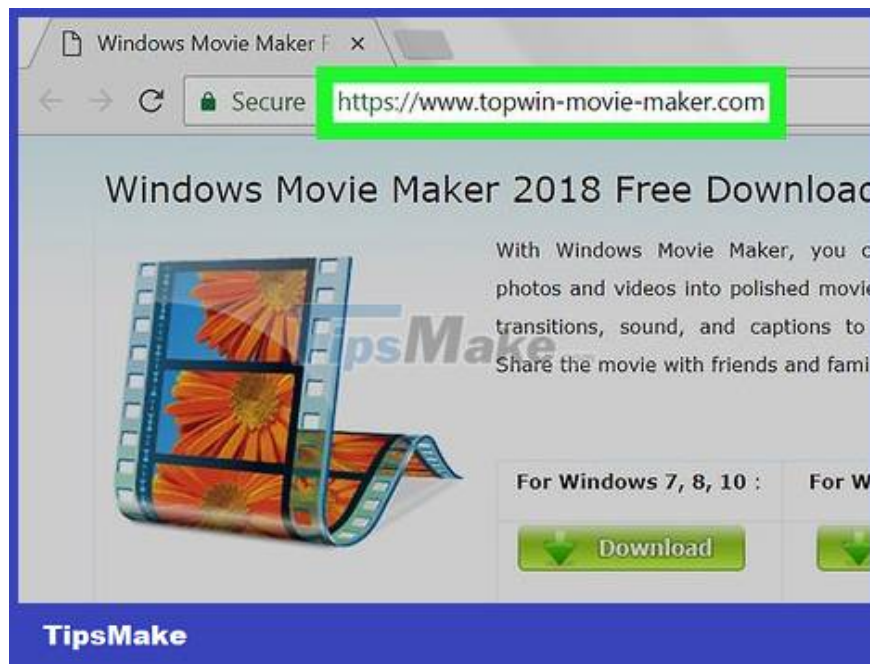 Windows Movie Maker F
Secure
https://www.topwin-movie-maker.com
Windows Movie Maker 2018 Free Download
With Windows Movie Maker, you c
photos and videos into polished movie
transitions, sound, and captions to
Share the movie with friends and fami
TipsMake
For Windows 7, 8, 10 :
For W
Download
TipsMake